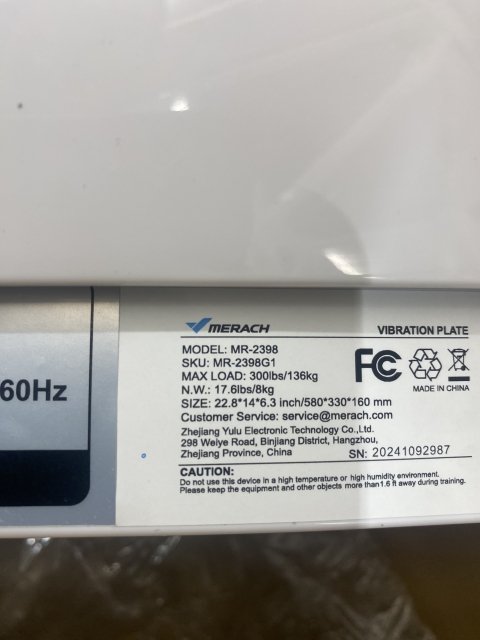 60Hz
MERACH
VIBRATION PLATE
MODEL: MR-2398
SKU: MR-2398G1
MAX LOAD: 300lbs/136kg
N.W.: 17.6lbs/8kg
SIZE: 22.8*14*6.3 inch/580*330*160 mm
Customer Service: service@merach.com
FC
MADE IN CHINA
Zhejiang Yulu Electronic Technology Co.,Ltd.
298 Weiye Road, Binjiang District, Hangzhou,
Zhejiang Province, China
SN: 20241092987
CAUTION:
Do not use this device in a high temperature or high humidity environment.
Please keep the equipment and other objects more than 1.6 ft away during training.